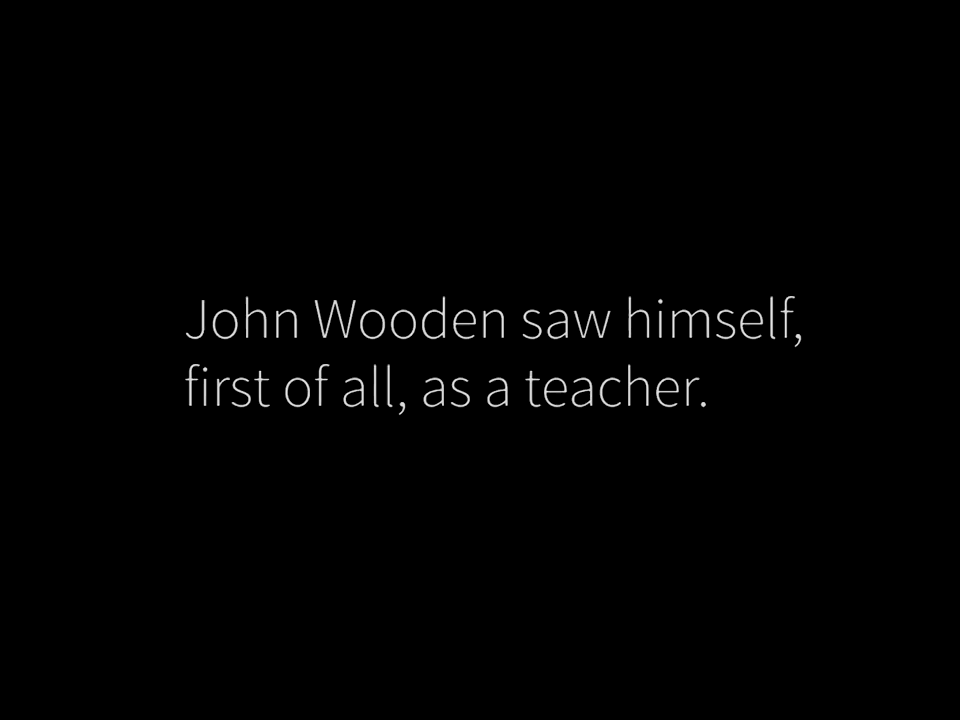 John Wooden saw himself,
first of all, as a teacher.